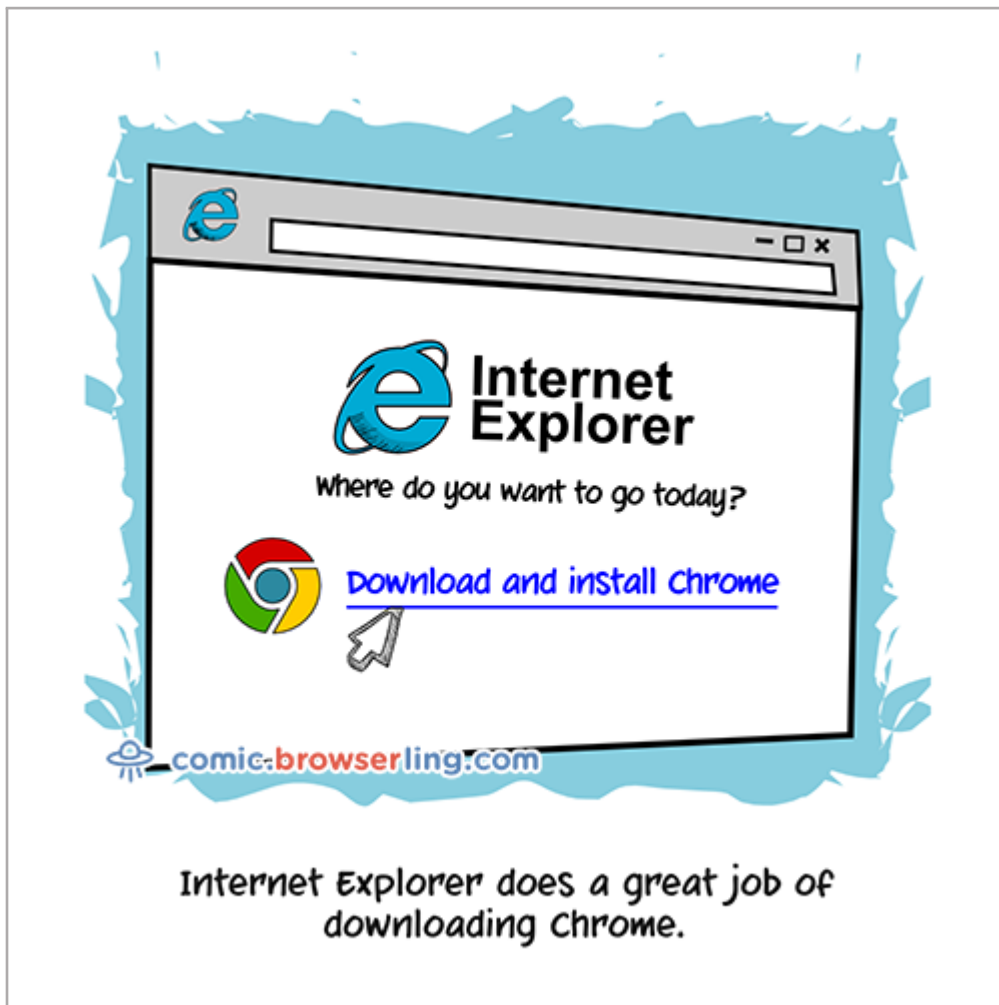 Internet
Explorer
Where do you want to go today?
Download and install Chrome
comic.browserling.com
Internet Explorer does a great job of
downloading Chrome.